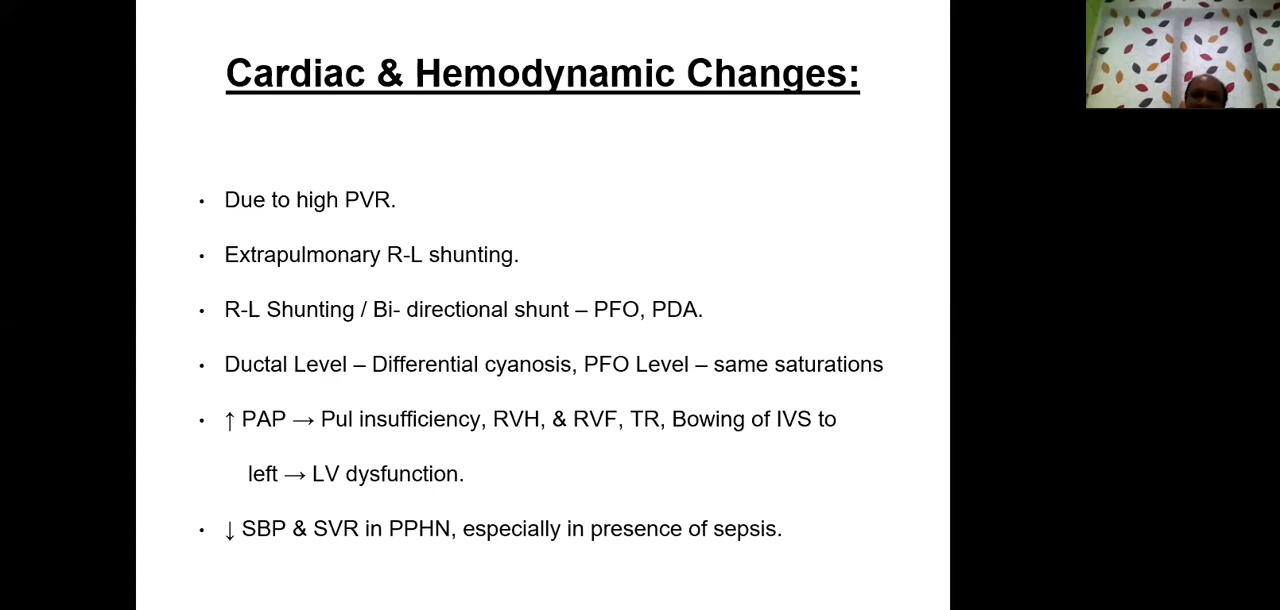 Cardiac & Hemodynamic Changes:
• Due to high PVR.
• Extrapulmonary R-L shunting.
• R-L Shunting / Bi- directional shunt – PFO, PDA.
• Ductal Level – Differential cyanosis, PFO Level – same saturations
• ↑ PAP → Pul insufficiency, RVH, & RVF, TR, Bowing of IVS to
left → LV dysfunction.
• ↓ SBP & SVR in PPHN, especially in presence of sepsis.